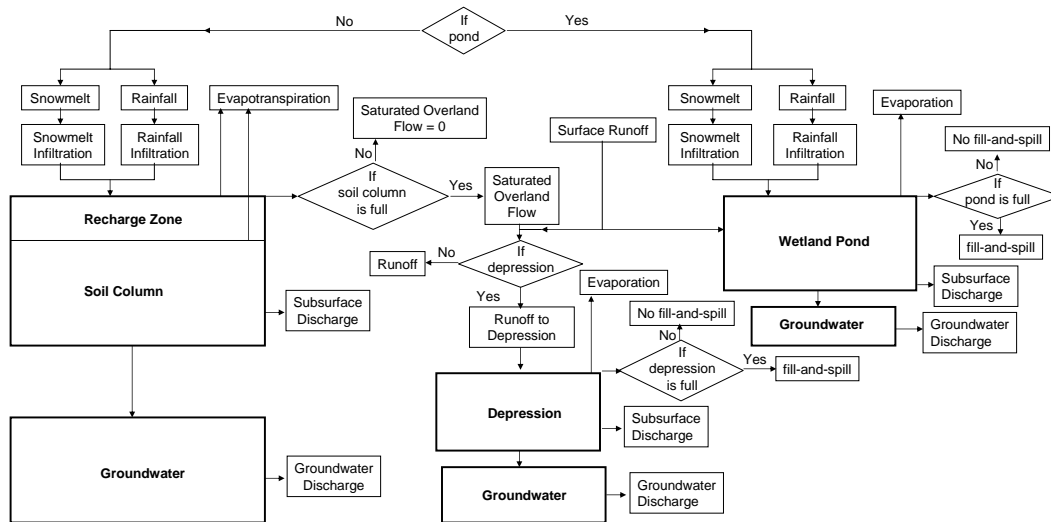 If
pond
No
Yes
Snowmelt
Rainfall
Evapotranspiration
Snowmelt
Infiltration
Rainfall
Infiltration
Saturated Overland
Flow = 0
No
If
soil column
is full
Yes
Saturated
Overland
Flow
Surface Runoff
Snowmelt
Rainfall
Snowmelt
Infiltration
Rainfall
Infiltration
Evaporation
No fill-and-spill
No
If
pond is full
Yes
fill-and-spill
Recharge Zone
Soil Column
Subsurface
Discharge
Runoff
No
If
depression
Yes
Runoff to
Depression
Evaporation
No fill-and-spill
No
If
depression
is full
Yes
fill-and-spill
Wetland Pond
Subsurface
Discharge
Groundwater
Groundwater
Discharge
Depression
Subsurface
Discharge
Groundwater
Groundwater
Discharge
Groundwater
Groundwater
Discharge